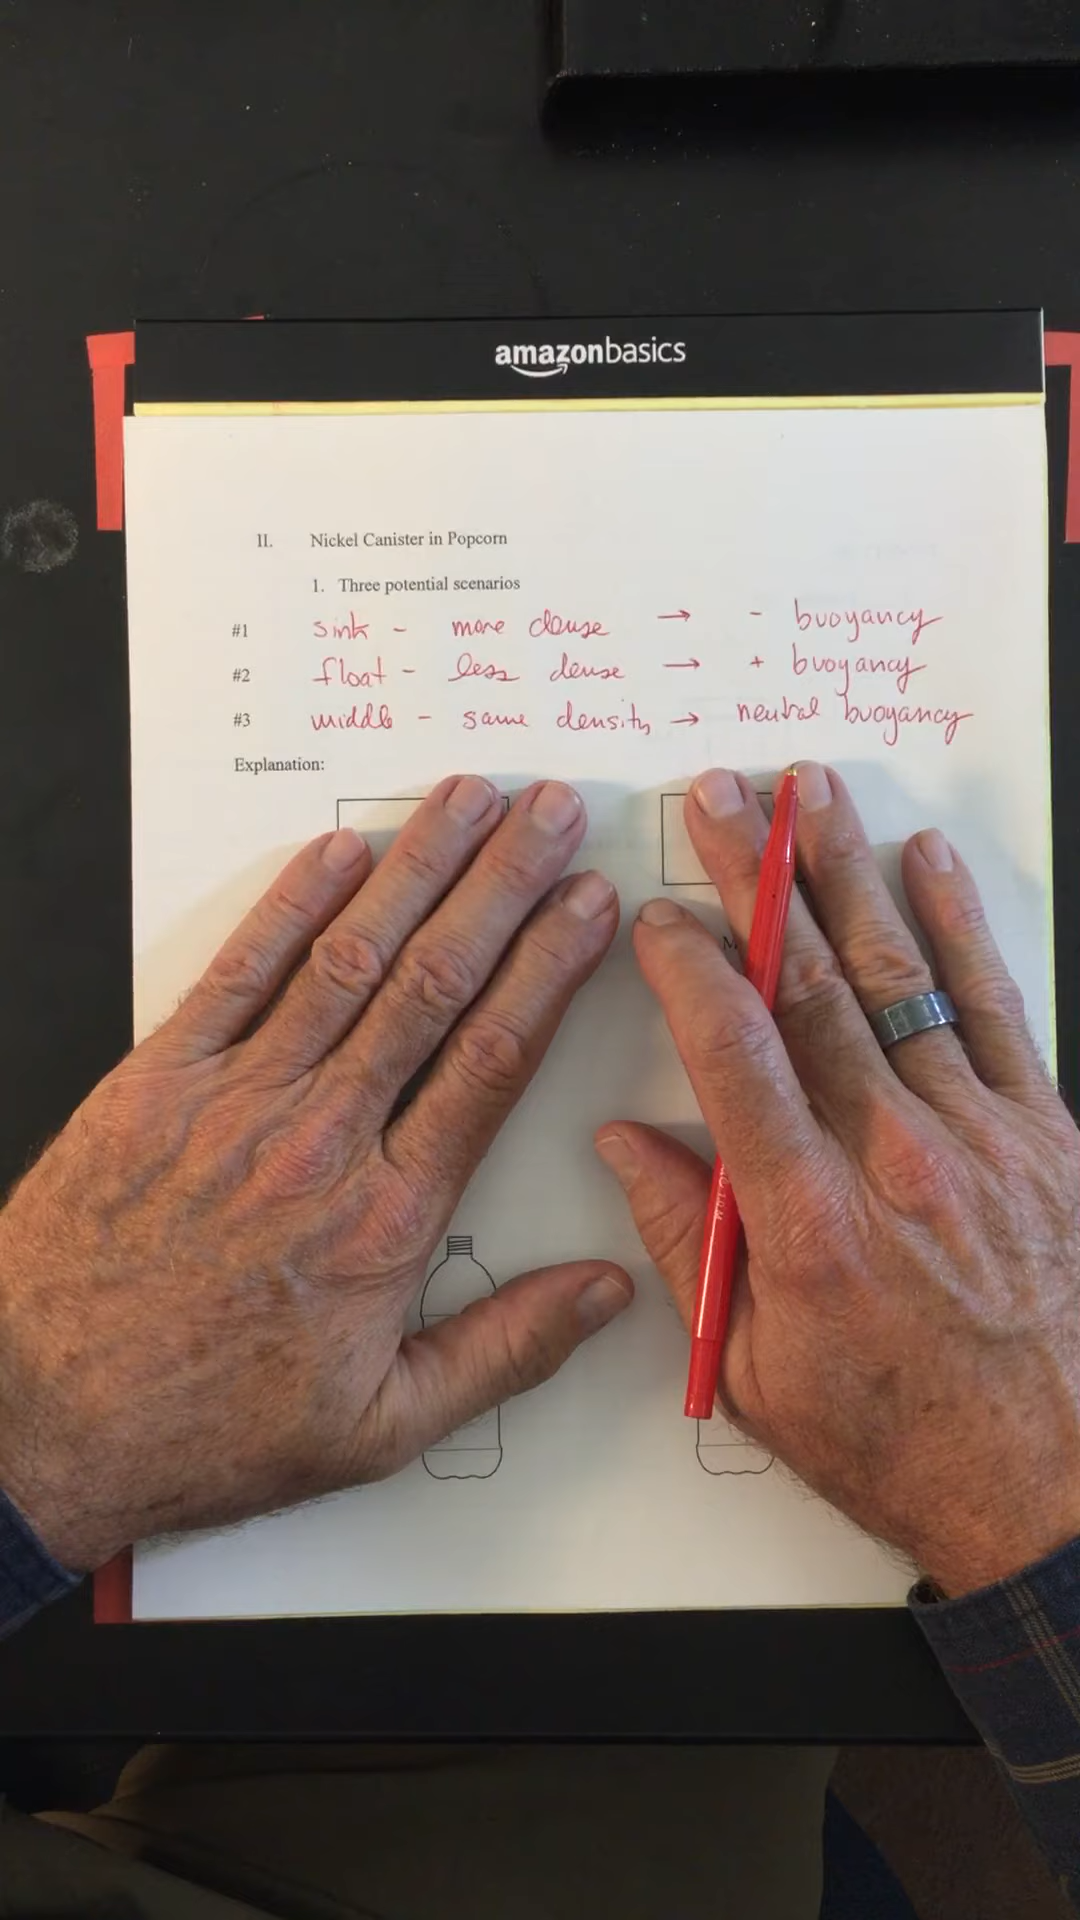 amazonbasics
II. Nickel Canister in Popcorn
1. Three potential scenarios
#1 sink - more dense → - buoyancy
#2 float - less dense → + buoyancy
#3 middle - same density → neutral buoyancy
Explanation: